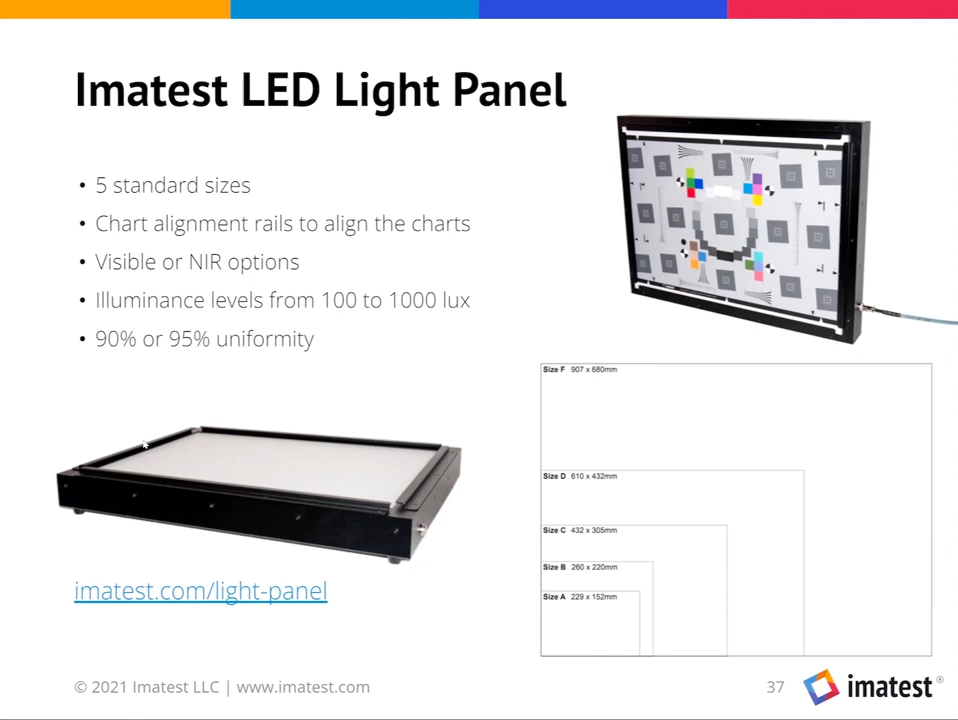 Imatest LED Light Panel
• 5 standard sizes
• Chart alignment rails to align the charts
• Visible or NIR options
• Illuminance levels from 100 to 1000 lux
• 90% or 95% uniformity
Size F 907 x 680mm
Size D 610 x 432mm
Size C 432 x 305mm
Size B 260 x 220mm
Size A 229 x 152mm
imatest.com/light-panel
© 2021 Imatest LLC | www.imatest.com
37
imatest®